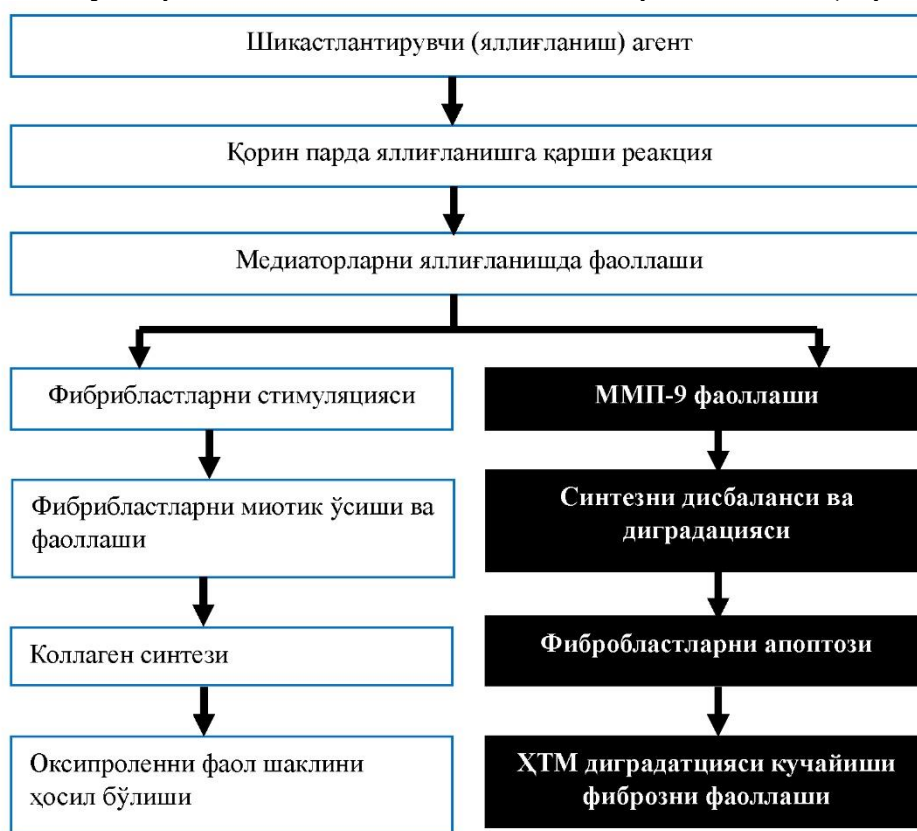 Шикастлантирувчи (яллиғланиш) агент
Қорин парда яллиғланишга қарши реакция
Медиаторларни яллиғланишда фаоллаши
Фибрибластларни стимуляцияси
ММП-9 фаоллаши
Фибрибластларни миотик ўсиши ва
фаоллаши
Синтезни дисбаланси ва
диградацияси
Коллаген синтези
Фибробластларни апоптози
Оксипроленни фаол шаклини
ҳосил бўлиши
ҲТМ диградатцияси кучайиши
фиброзни фаоллаши